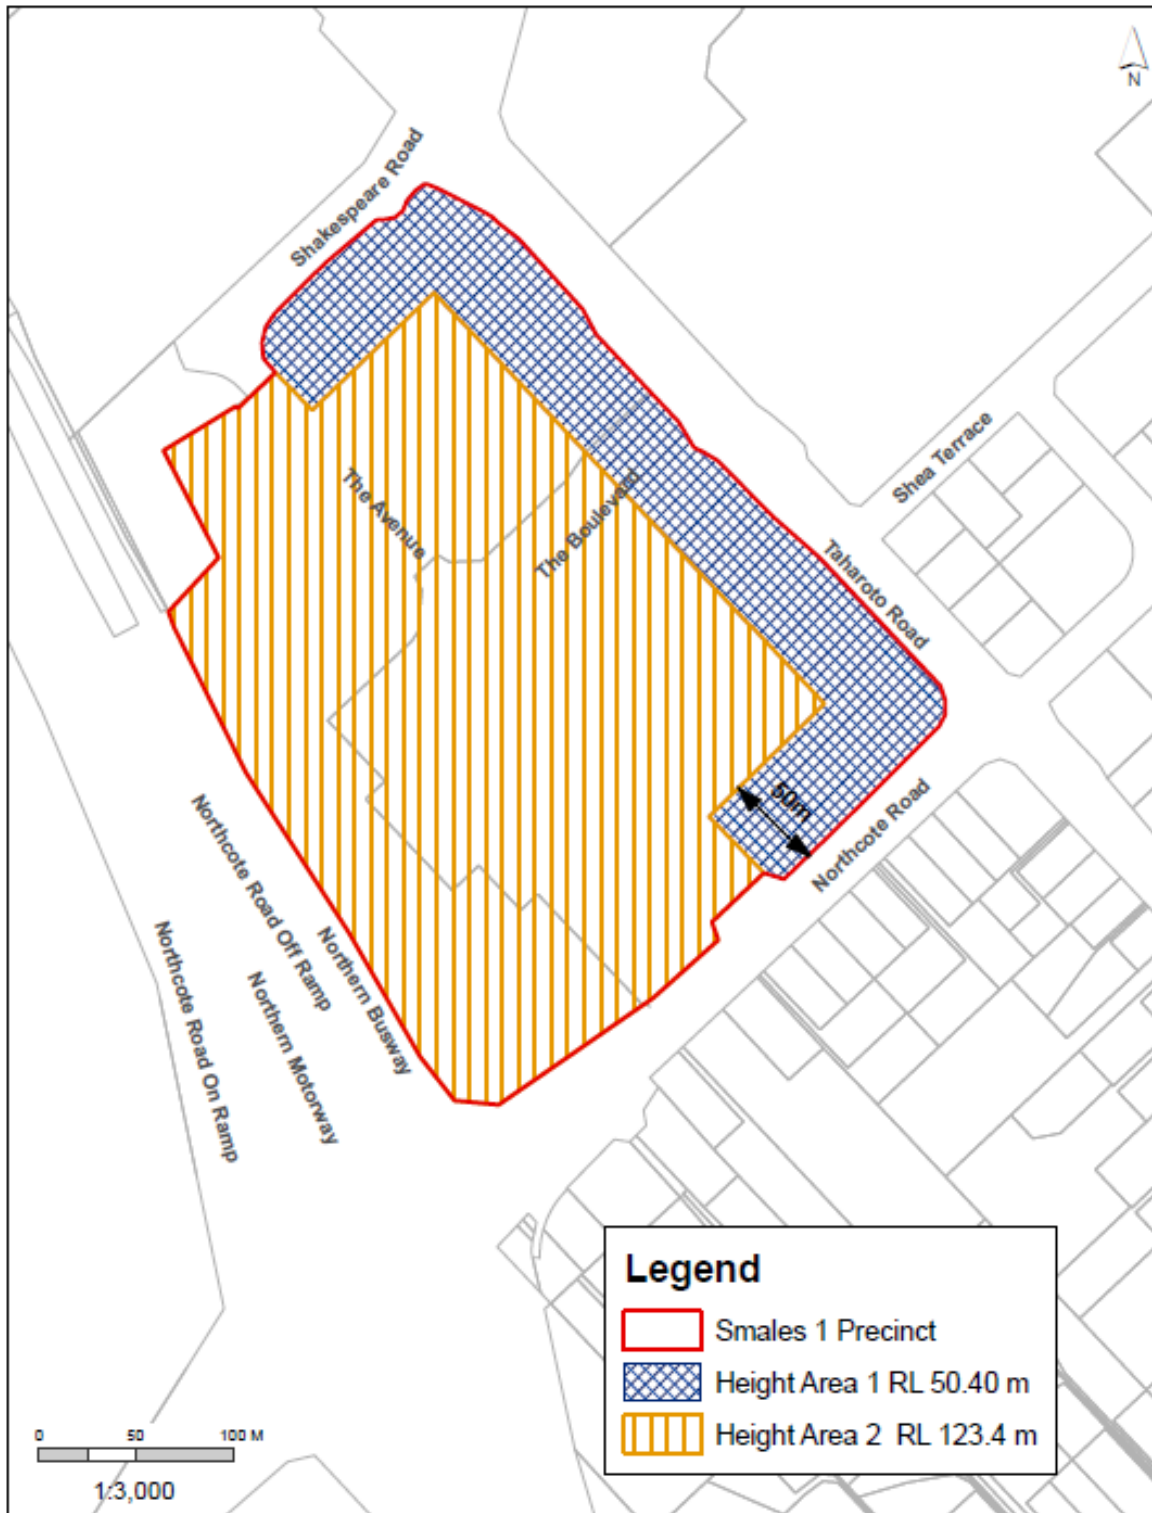 N
Shakespeare Road
Shea Terrace
The Avenue
The Boulevard
Taharoto Road
50m
Northcote Road
Northcote Road Off Ramp
Northern Busway
Northcote Road On Ramp
Northern Motorway
Legend
Smales 1 Precinct
Height Area 1 RL 50.40 m
Height Area 2 RL 123.4 m
0 50 100 M
1:3,000